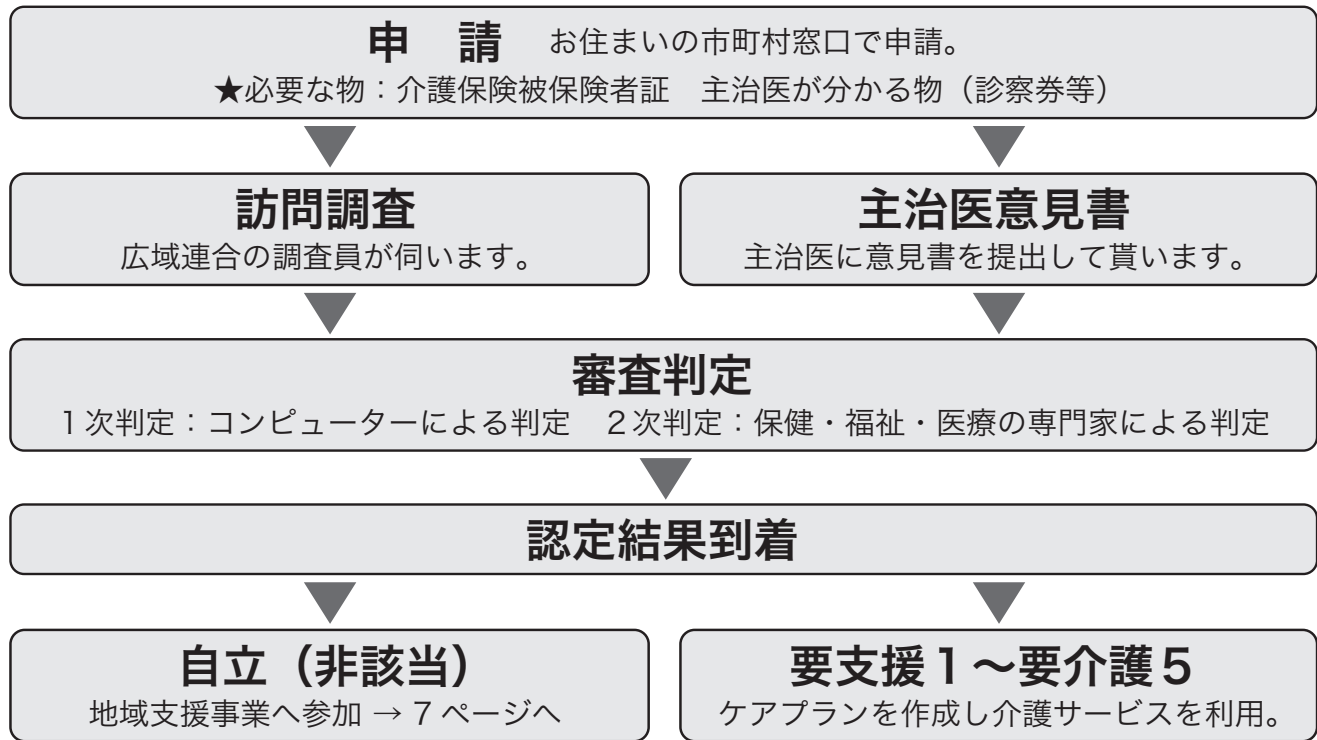 申　請　お住まいの市町村窓口で申請。
★必要な物：介護保険被保険者証　主治医が分かる物（診察券等）
訪問調査
広域連合の調査員が伺います。
主治医意見書
主治医に意見書を提出して貰います。
審査判定
１次判定：コンピューターによる判定　２次判定：保健・福祉・医療の専門家による判定
認定結果到着
自立（非該当）
地域支援事業へ参加 → 7 ページへ
要支援１～要介護５
ケアプランを作成し介護サービスを利用。